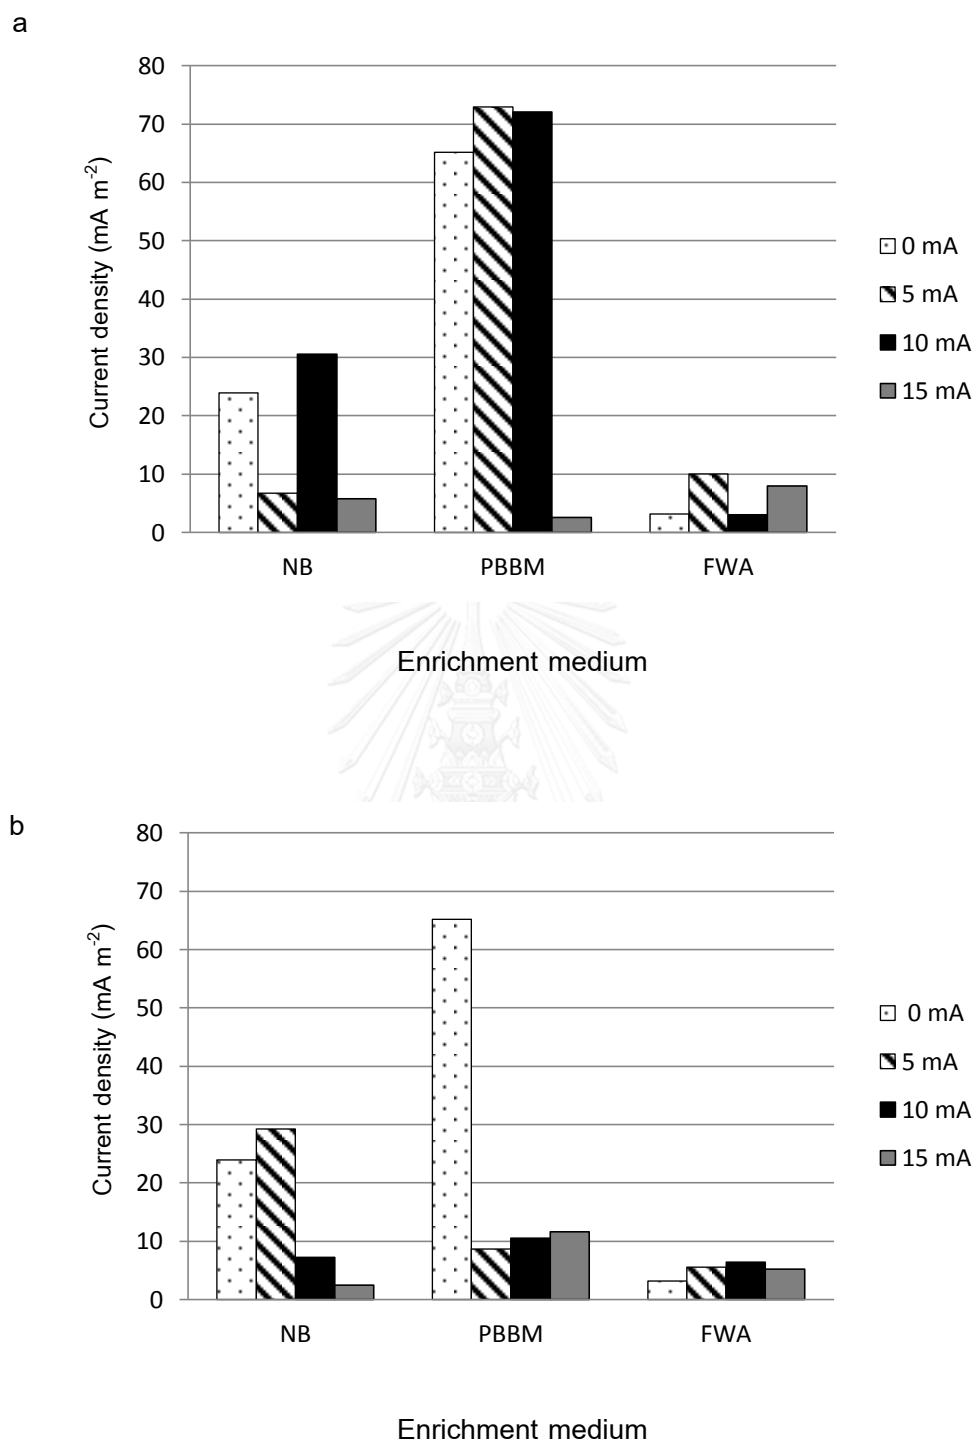 a
80
70
60
50
40
30
20
10
0
Current density (mA m-2)
NB PBBM FWA
Enrichment medium
0 mA
5 mA
10 mA
15 mA
b
80
70
60
50
40
30
20
10
0
Current density (mA m-2)
NB PBBM FWA
Enrichment medium
0 mA
5 mA
10 mA
15 mA